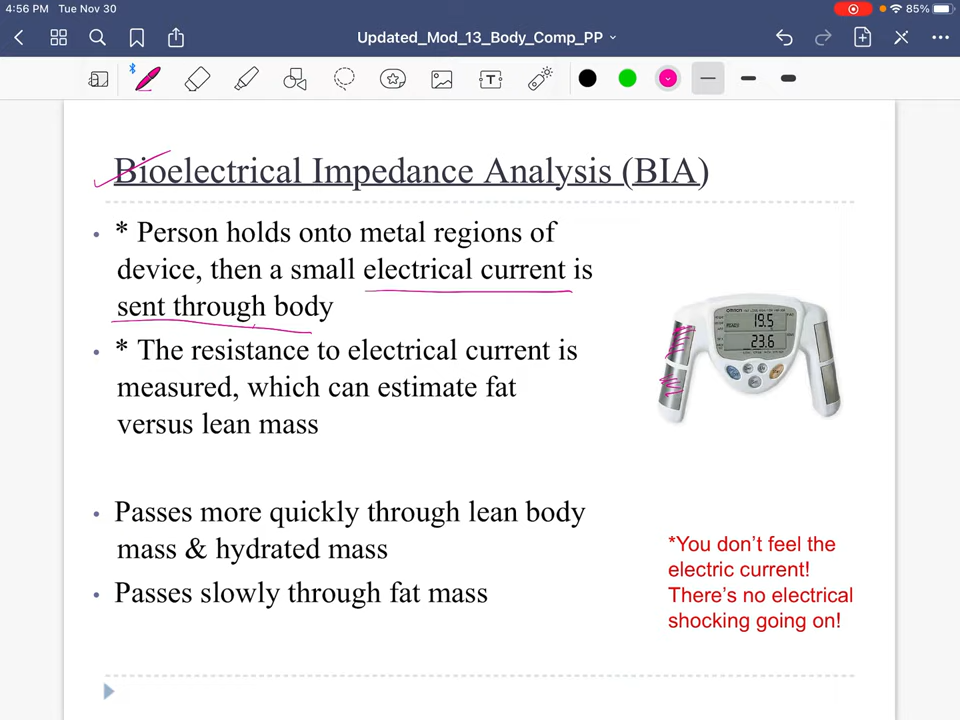 4:56 PM Tue Nov 30
85%
Updated_Mod_13_Body_Comp_PP
T
Bioelectrical Impedance Analysis (BIA)
• * Person holds onto metal regions of
device, then a small electrical current is
sent through body
• * The resistance to electrical current is
measured, which can estimate fat
versus lean mass
OMRON
19.5
23.6
• Passes more quickly through lean body
mass & hydrated mass
• Passes slowly through fat mass
*You don't feel the
electric current!
There's no electrical
shocking going on!